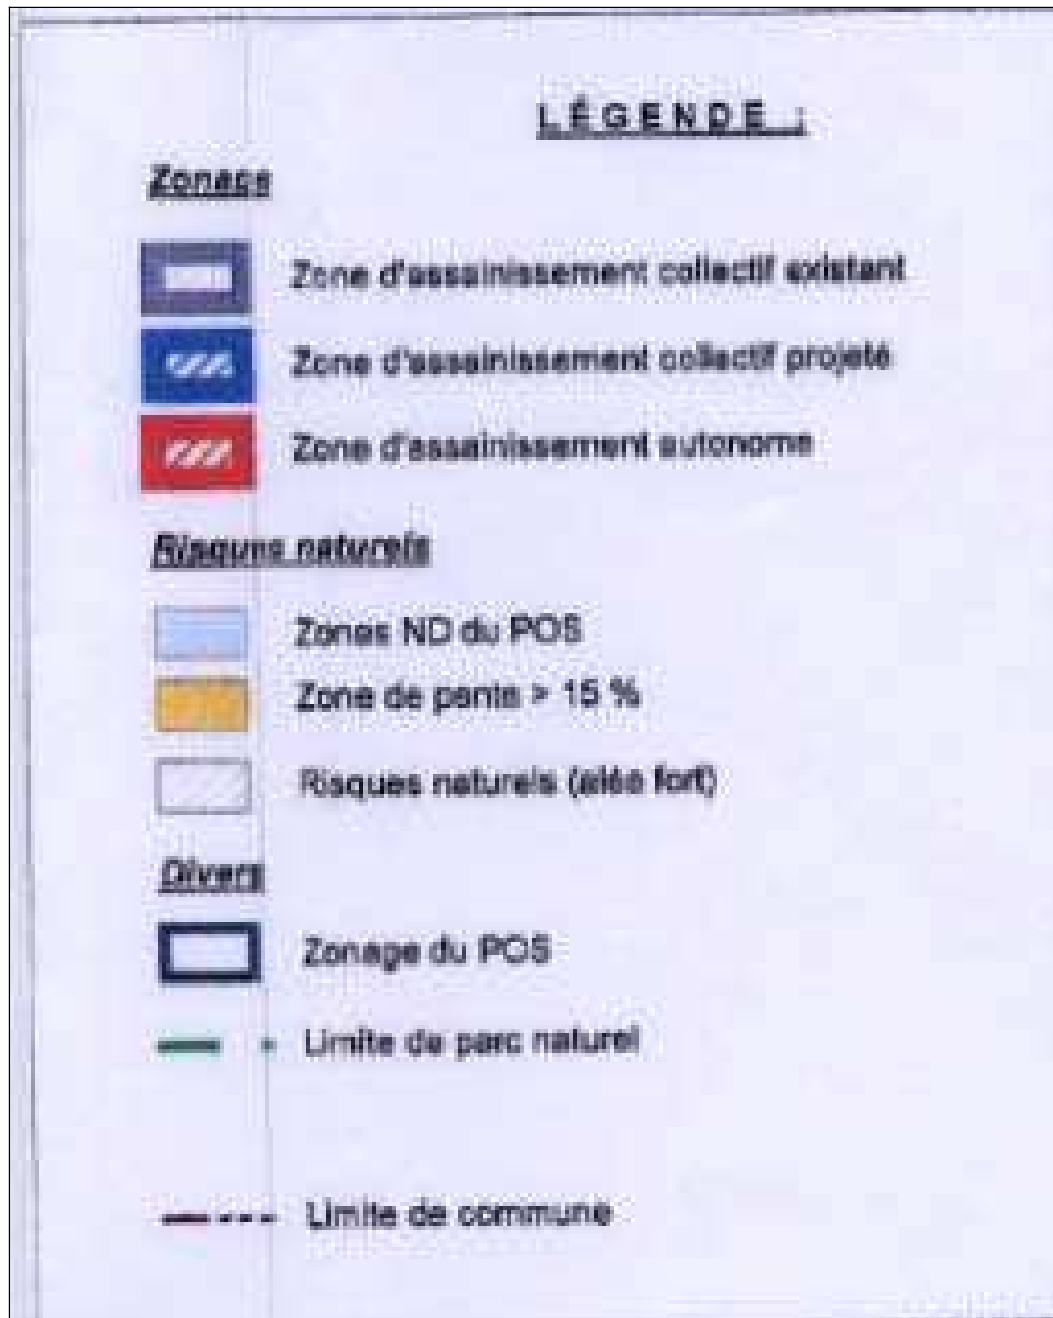 LÉGENDE :
Zonage
Zone d'assainissement collectif existant
Zone d'assainissement collectif projeté
Zone d'assainissement autonome
Risques naturels
Zones ND du POS
Zone de pente > 15 %
Risques naturels (aléa fort)
Divers
Zonage du POS
Limite de parc naturel
Limite de commune